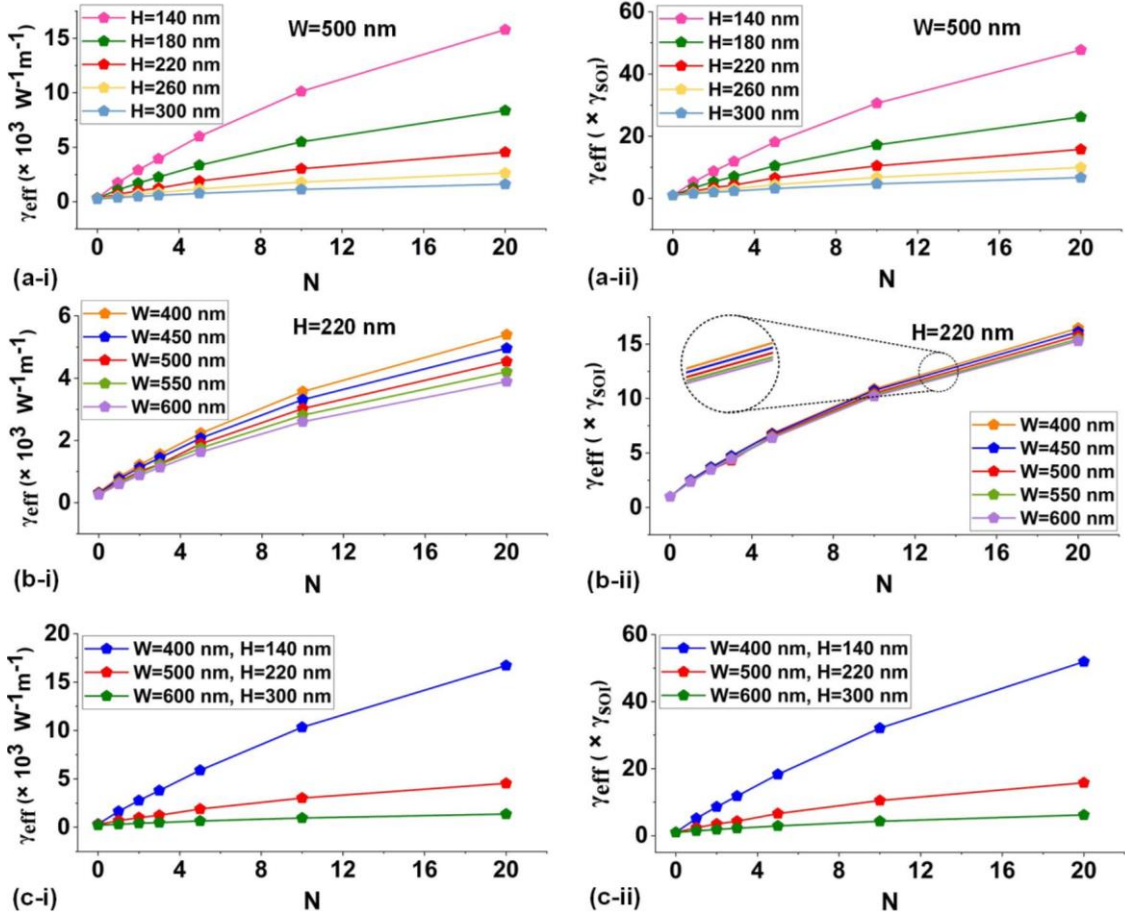 H=140 nm
H=180 nm
H=220 nm
H=260 nm
H=300 nm
W=500 nm
γeff (× 10³ W⁻¹m⁻¹)
15
10
5
0
0 4 8 12 16 20
N
(a-i)
H=140 nm
H=180 nm
H=220 nm
H=260 nm
H=300 nm
W=500 nm
γeff ( × γSOI)
60
40
20
0
0 4 8 12 16 20
N
(a-ii)
W=400 nm
W=450 nm
W=500 nm
W=550 nm
W=600 nm
H=220 nm
γeff (× 10³ W⁻¹m⁻¹)
6
4
2
0
0 4 8 12 16 20
N
(b-i)
H=220 nm
W=400 nm
W=450 nm
W=500 nm
W=550 nm
W=600 nm
γeff ( × γSOI)
15
10
5
0
0 4 8 12 16 20
N
(b-ii)
W=400 nm, H=140 nm
W=500 nm, H=220 nm
W=600 nm, H=300 nm
γeff (× 10³ W⁻¹m⁻¹)
20
15
10
5
0
0 4 8 12 16 20
N
(c-i)
W=400 nm, H=140 nm
W=500 nm, H=220 nm
W=600 nm, H=300 nm
γeff ( × γSOI)
60
40
20
0
0 4 8 12 16 20
N
(c-ii)